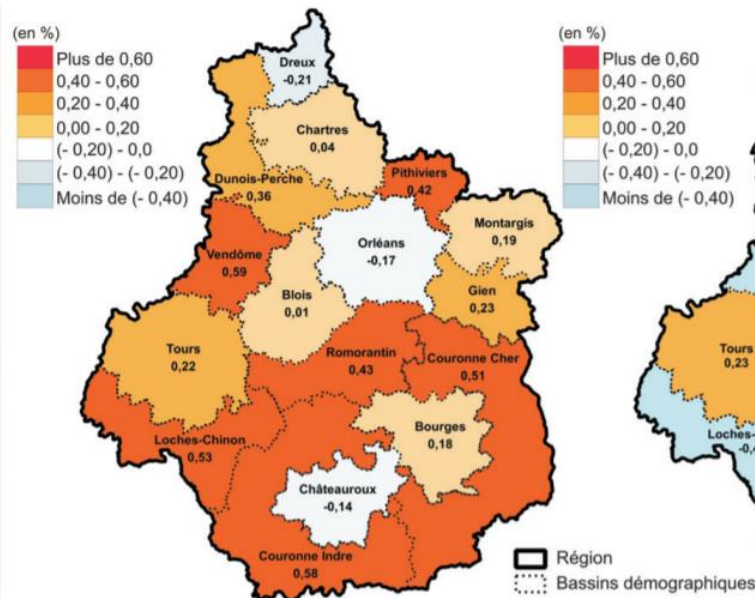 (en %)
Plus de 0,60
0,40 - 0,60
0,20 - 0,40
0,00 - 0,20
(- 0,20) - 0,0
(- 0,40) - (- 0,20)
Moins de (- 0,40)
Dreux
-0,21
Chartres
0,04
Dunois-Perche
0,36
Pithiviers
0,42
Orléans
-0,17
Montargis
0,19
Vendôme
0,59
Blois
0,01
Gien
0,23
Tours
0,22
Romorantin
0,43
Couronne Cher
0,51
Loches-Chinon
0,53
Bourges
0,18
Châteauroux
-0,14
Couronne Indre
0,58
Région
Bassins démographiques
(en %)
Plus de 0,60
0,40 - 0,60
0,20 - 0,40
0,00 - 0,20
(- 0,20) - 0,0
(- 0,40) - (- 0,20)
Moins de (- 0,40)
Tours
0,23
Loches-